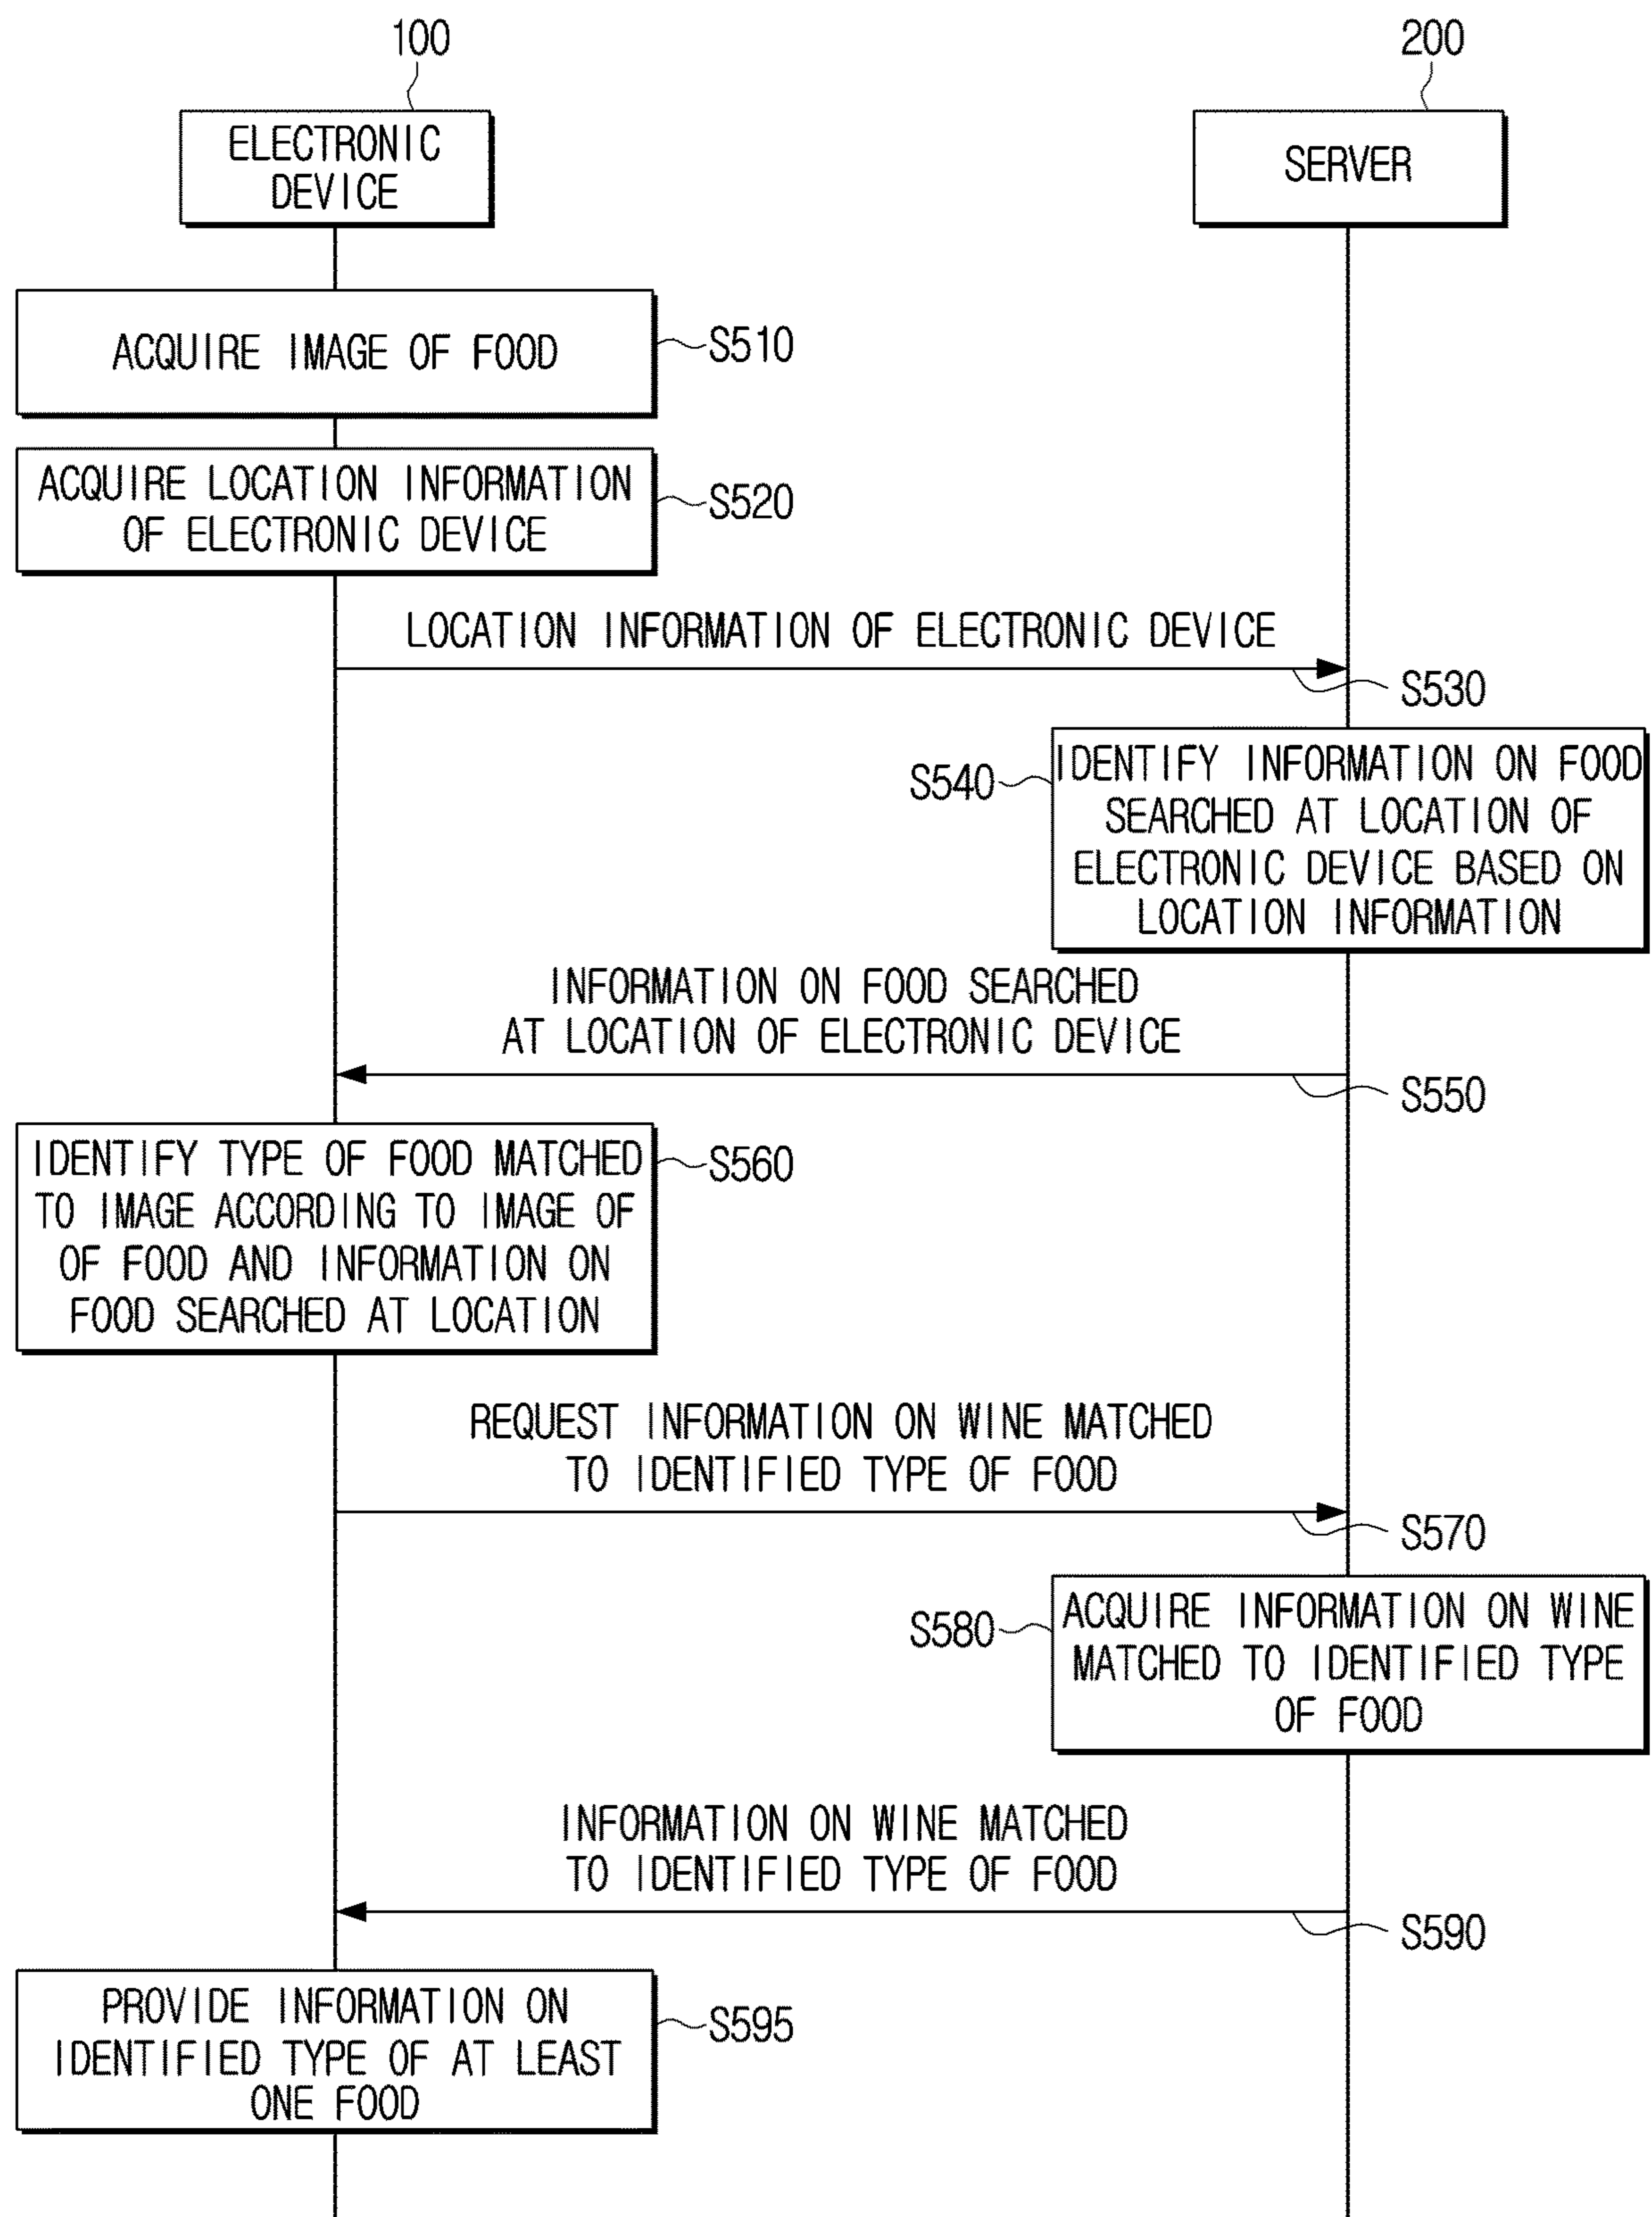 100
200
ELECTRONIC
DEVICE
SERVER
ACQUIRE IMAGE OF FOOD
S510
ACQUIRE LOCATION INFORMATION
OF ELECTRONIC DEVICE
S520
LOCATION INFORMATION OF ELECTRONIC DEVICE
S530
S540
IDENTIFY INFORMATION ON FOOD
SEARCHED AT LOCATION OF
ELECTRONIC DEVICE BASED ON
LOCATION INFORMATION
INFORMATION ON FOOD SEARCHED
AT LOCATION OF ELECTRONIC DEVICE
S550
IDENTIFY TYPE OF FOOD MATCHED
TO IMAGE ACCORDING TO IMAGE OF
OF FOOD AND INFORMATION ON
FOOD SEARCHED AT LOCATION
S560
REQUEST INFORMATION ON WINE MATCHED
TO IDENTIFIED TYPE OF FOOD
S570
S580
ACQUIRE INFORMATION ON WINE
MATCHED TO IDENTIFIED TYPE
OF FOOD
INFORMATION ON WINE MATCHED
TO IDENTIFIED TYPE OF FOOD
S590
PROVIDE INFORMATION ON
IDENTIFIED TYPE OF AT LEAST
ONE FOOD
S595